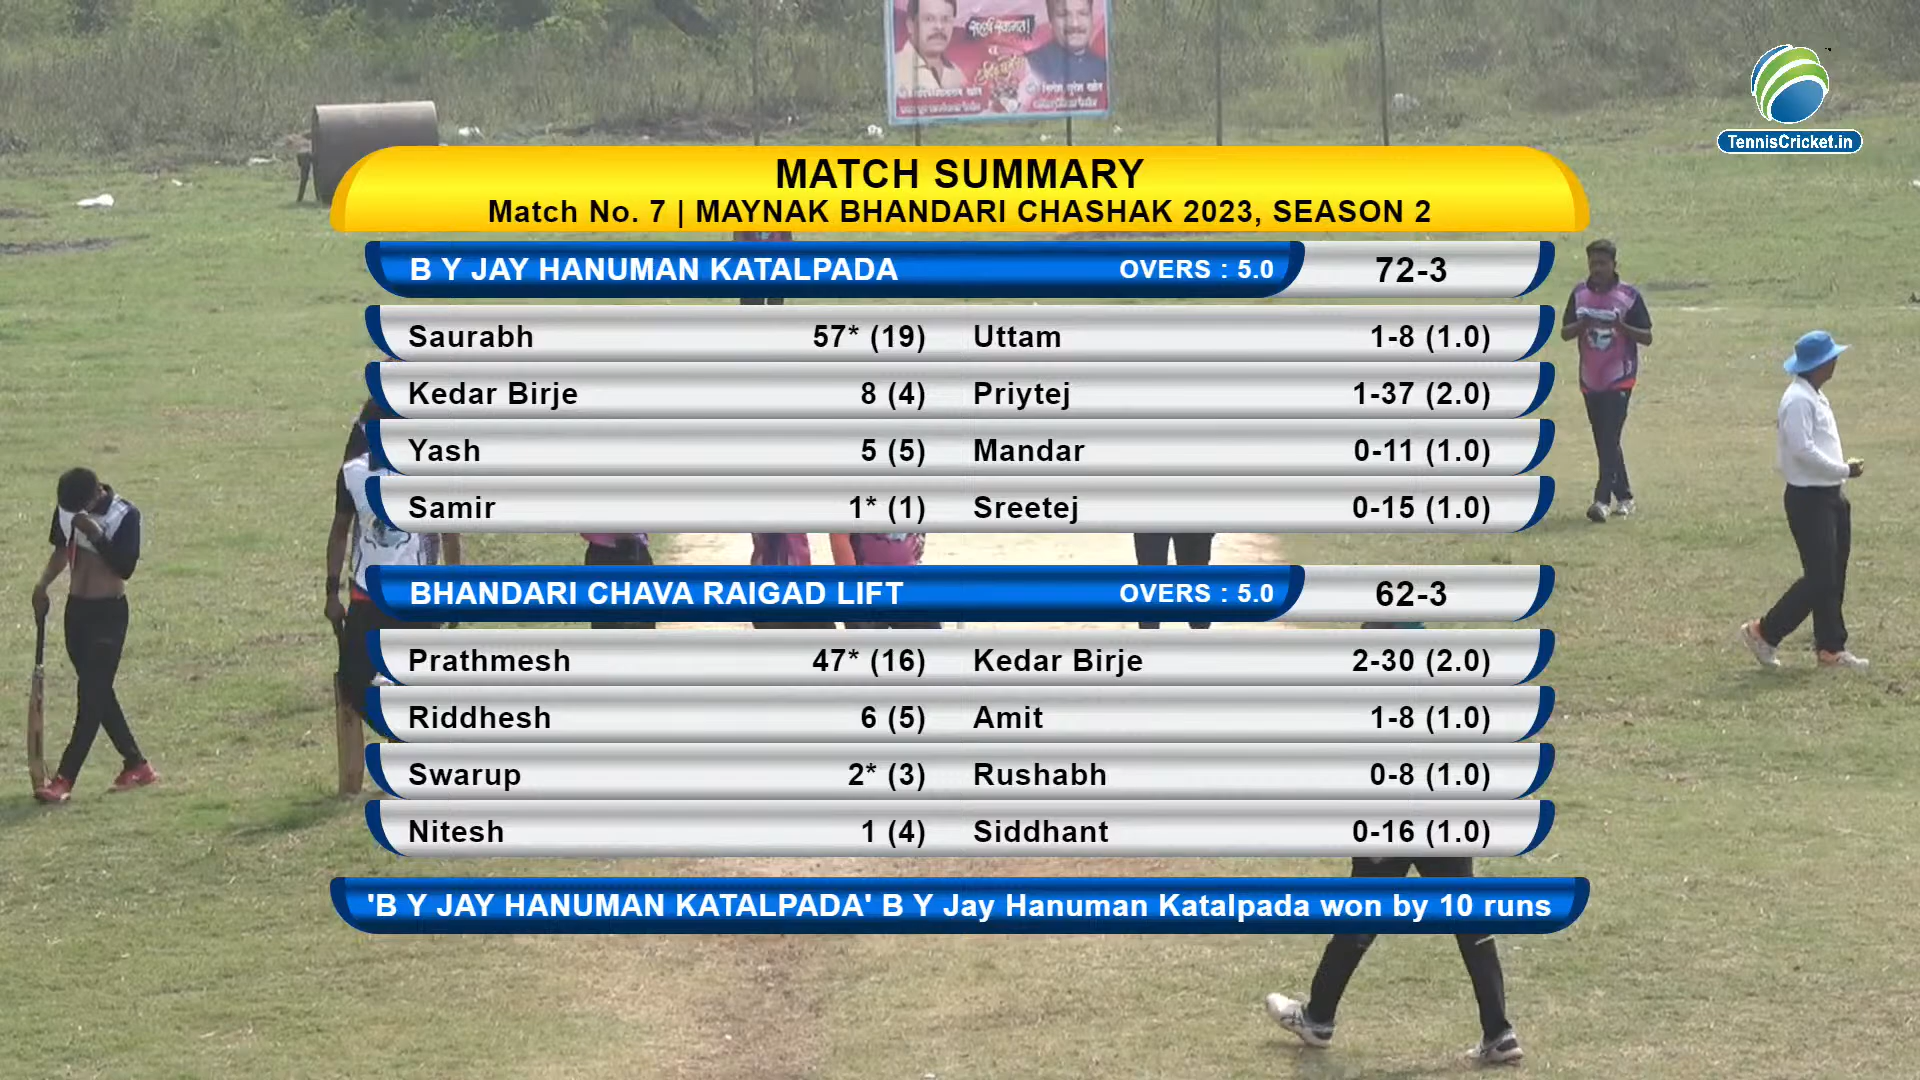 TennisCricket.in
MATCH SUMMARY
Match No. 7 | MAYNAK BHANDARI CHASHAK 2023, SEASON 2
B Y JAY HANUMAN KATALPADA OVERS : 5.0 72-3
Saurabh 57* (19) Uttam 1-8 (1.0)
Kedar Birje 8 (4) Priytej 1-37 (2.0)
Yash 5 (5) Mandar 0-11 (1.0)
Samir 1* (1) Sreetej 0-15 (1.0)
BHANDARI CHAVA RAIGAD LIFT OVERS : 5.0 62-3
Prathmesh 47* (16) Kedar Birje 2-30 (2.0)
Riddhesh 6 (5) Amit 1-8 (1.0)
Swarup 2* (3) Rushabh 0-8 (1.0)
Nitesh 1 (4) Siddhant 0-16 (1.0)
'B Y JAY HANUMAN KATALPADA' B Y Jay Hanuman Katalpada won by 10 runs